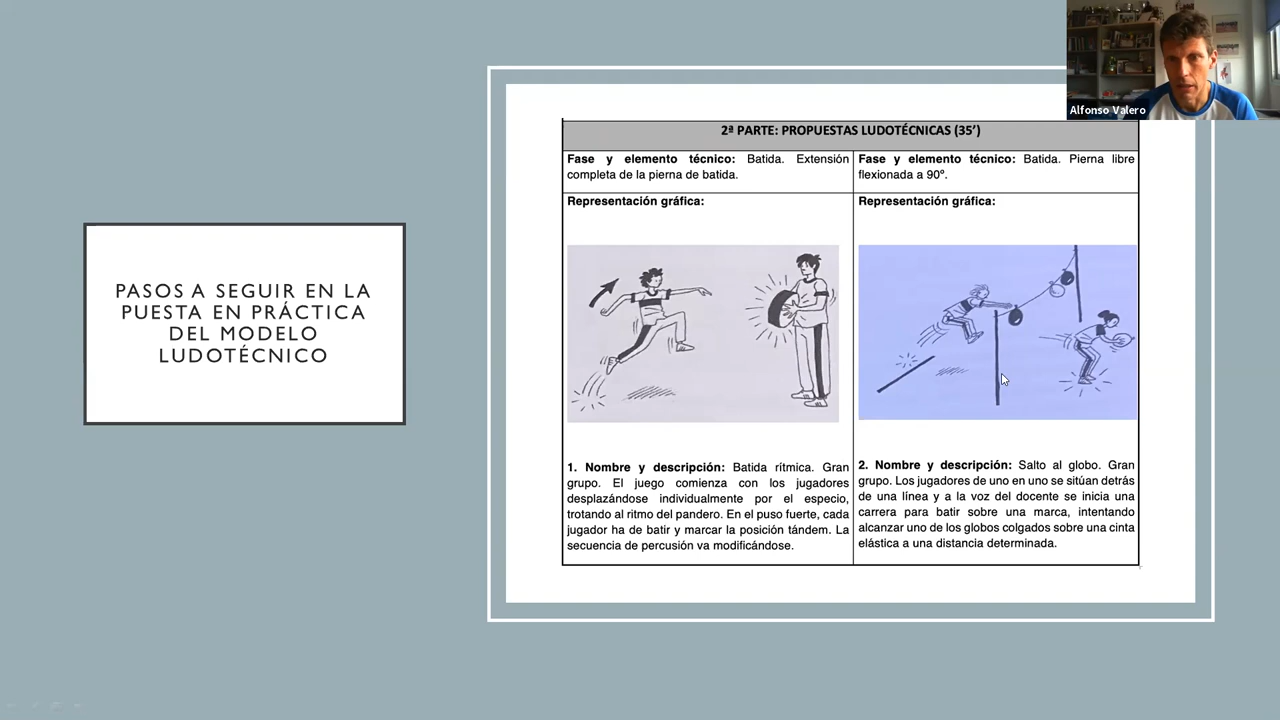 Alfonso Valero
PASOS A SEGUIR EN LA
PUESTA EN PRÁCTICA
DEL MODELO
LUDOTÉCNICO
2ª PARTE: PROPUESTAS LUDOTÉCNICAS (35’)
Fase y elemento técnico: Batida. Extensión
completa de la pierna de batida.
Fase y elemento técnico: Batida. Pierna libre
flexionada a 90º.
Representación gráfica:
Representación gráfica:
1. Nombre y descripción: Batida rítmica. Gran
grupo. El juego comienza con los jugadores
desplazándose individualmente por el especio,
trotando al ritmo del pandero. En el puso fuerte, cada
jugador ha de batir y marcar la posición tándem. La
secuencia de percusión va modificándose.
2. Nombre y descripción: Salto al globo. Gran
grupo. Los jugadores de uno en uno se sitúan detrás
de una línea y a la voz del docente se inicia una
carrera para batir sobre una marca, intentando
alcanzar uno de los globos colgados sobre una cinta
elástica a una distancia determinada.